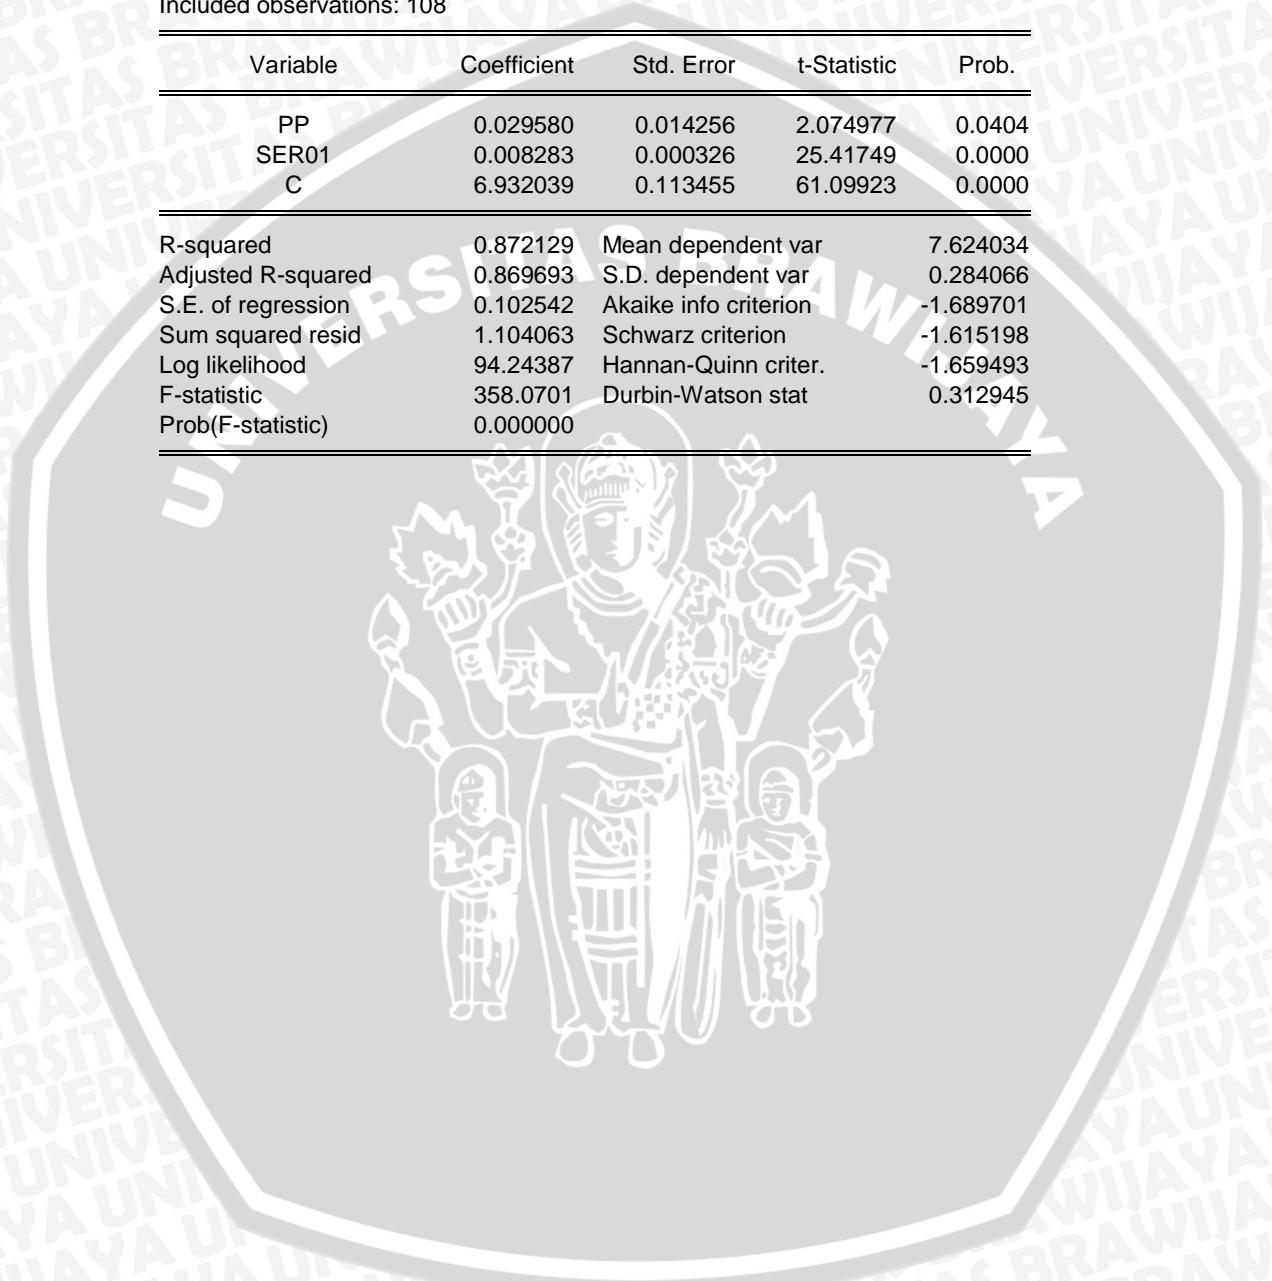 Included observations: 108
Variable Coefficient Std. Error t-Statistic Prob.
PP 0.029580 0.014256 2.074977 0.0404
SER01 0.008283 0.000326 25.41749 0.0000
C 6.932039 0.113455 61.09923 0.0000
R-squared 0.872129 Mean dependent var 7.624034
Adjusted R-squared 0.869693 S.D. dependent var 0.284066
S.E. of regression 0.102542 Akaike info criterion -1.689701
Sum squared resid 1.104063 Schwarz criterion -1.615198
Log likelihood 94.24387 Hannan-Quinn criter. -1.659493
F-statistic 358.0701 Durbin-Watson stat 0.312945
Prob(F-statistic) 0.000000
UNIVERSITAS BRAWIJAYA